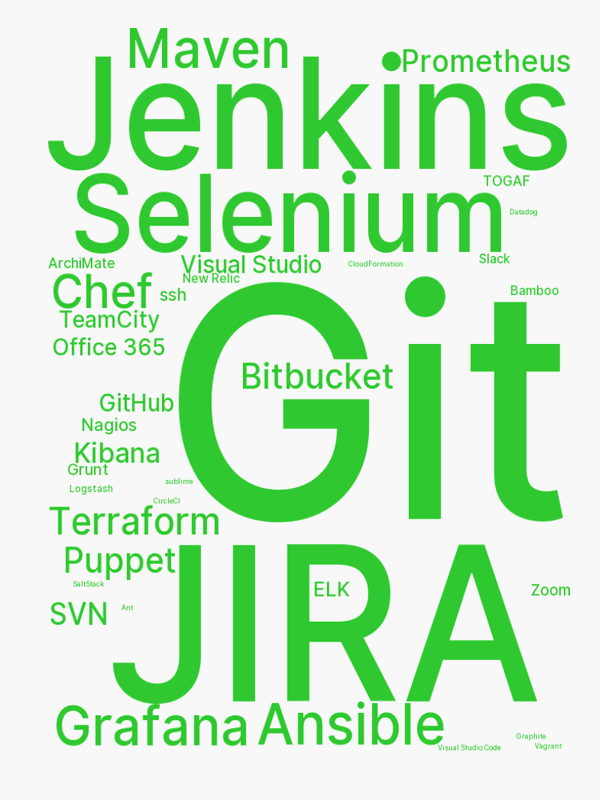 Maven
Prometheus
Jenkins
Selenium
TOGAF
Datadog
ArchiMate
Visual Studio
CloudFormation
Slack
New Relic
Chef
ssh
Bamboo
TeamCity
Office 365
Git
Bitbucket
GitHub
Nagios
Kibana
Grunt
sublime
Logstash
CircleCI
Terraform
Puppet
SaltStack
JIRA
ELK
Zoom
SVN
Ant
Grafana
Ansible
Graphite
Visual Studio Code
Vagrant